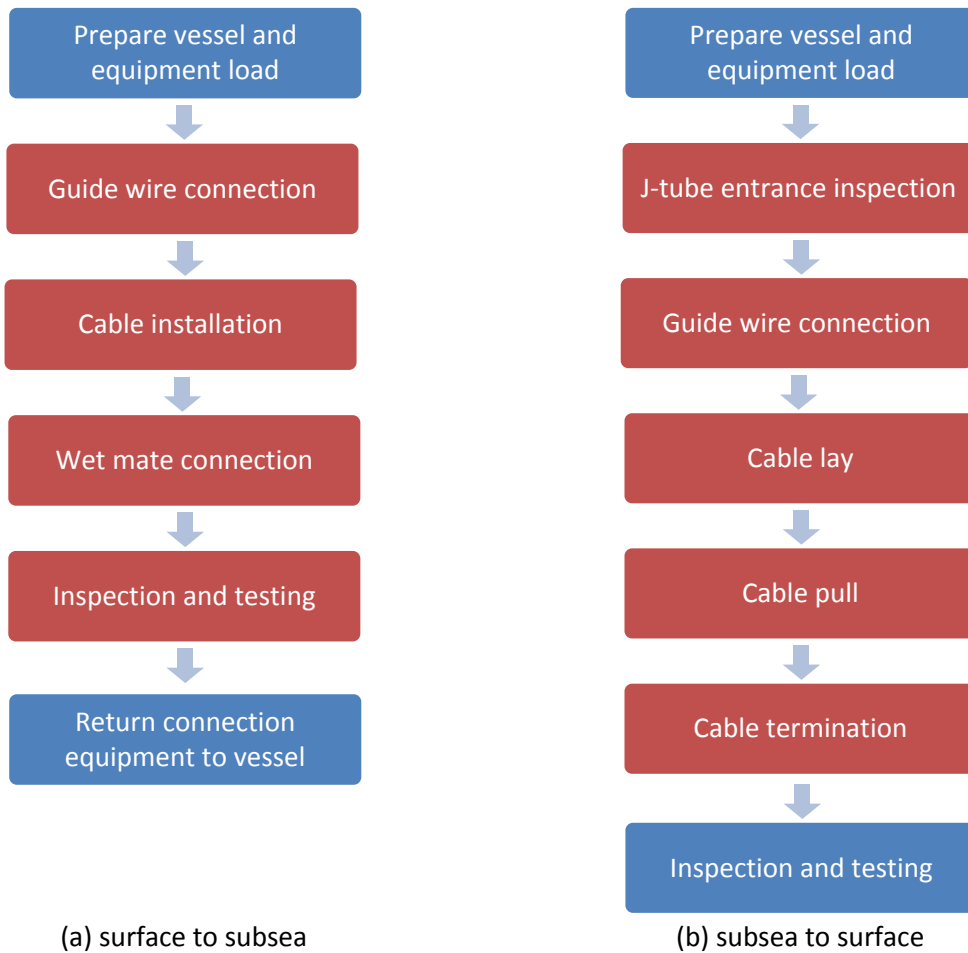 Prepare vessel and
equipment load
Guide wire connection
Cable installation
Wet mate connection
Inspection and testing
Return connection
equipment to vessel
(a) surface to subsea
Prepare vessel and
equipment load
J-tube entrance inspection
Guide wire connection
Cable lay
Cable pull
Cable termination
Inspection and testing
(b) subsea to surface